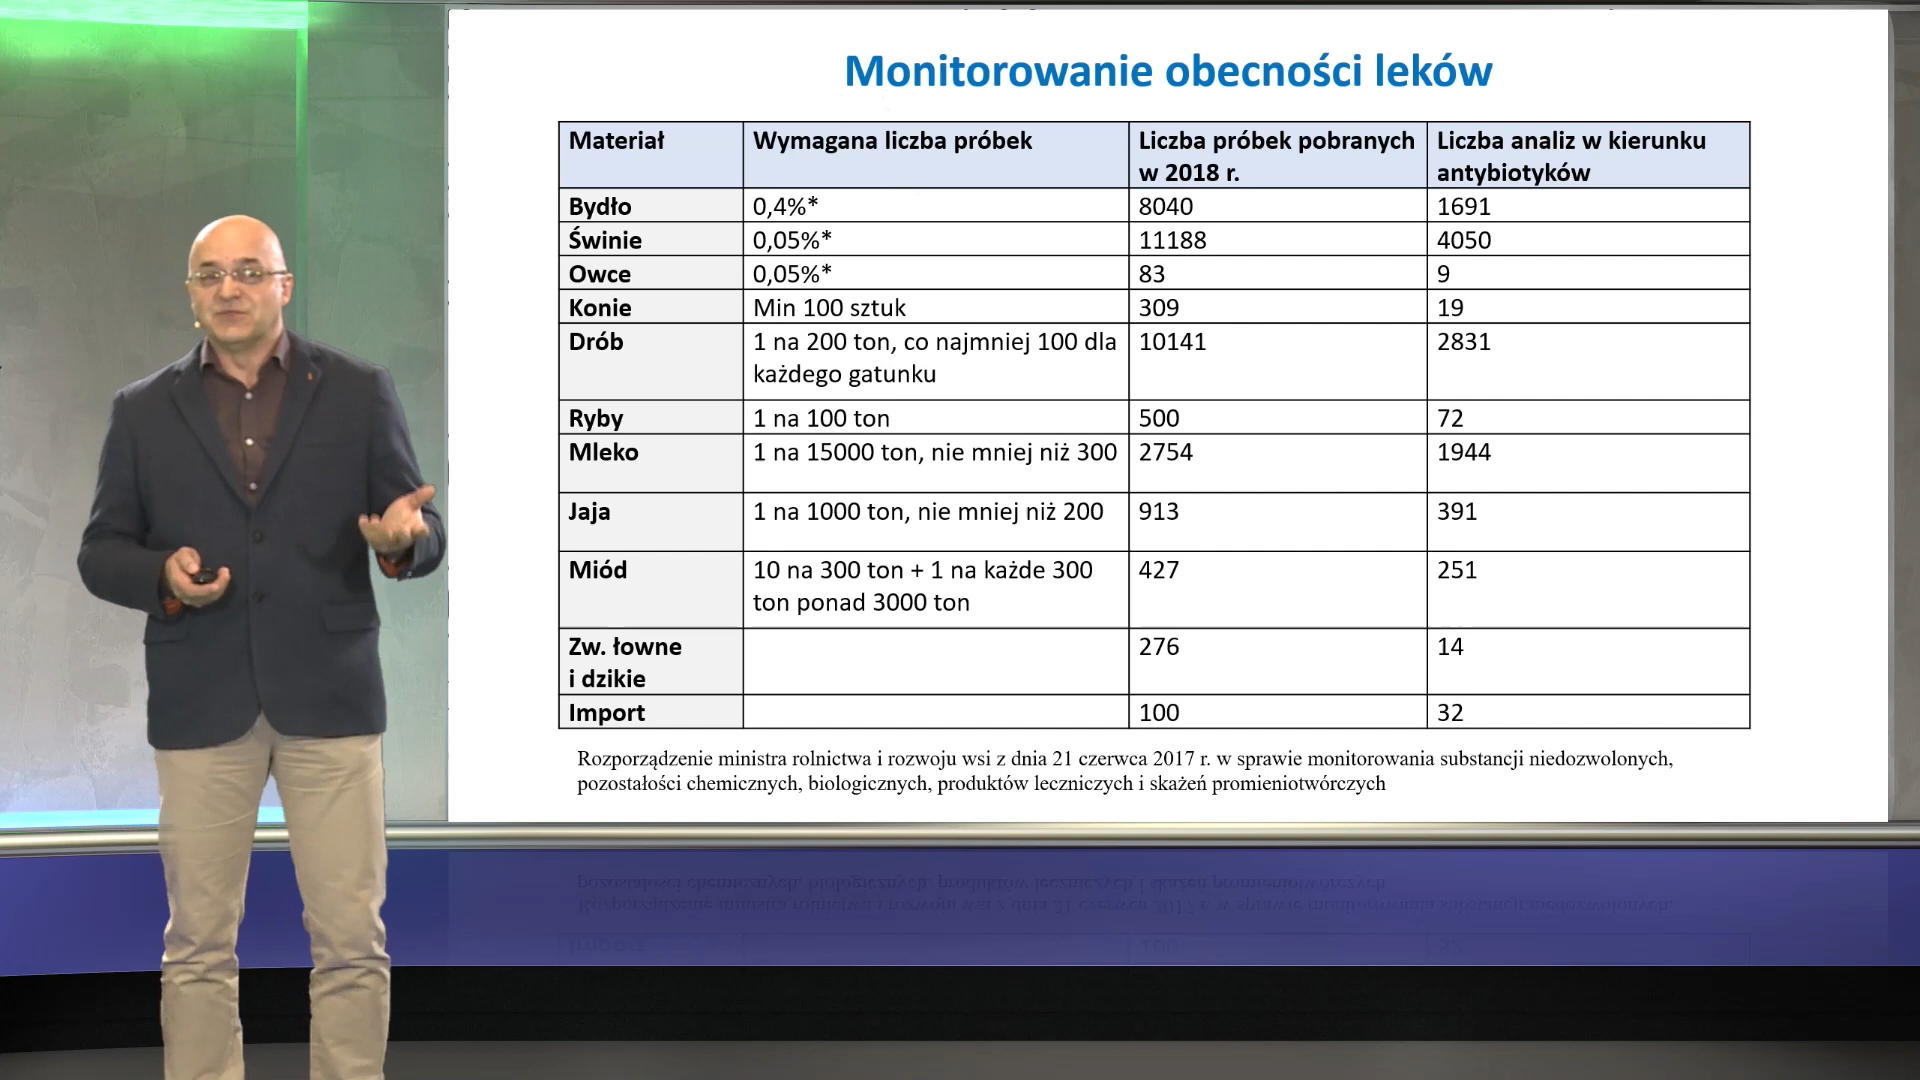 Monitorowanie obecności leków
Materiał
Wymagana liczba próbek
Liczba próbek pobranych
w 2018 r.
Liczba analiz w kierunku
antybiotyków
Bydło
0,4%*
8040
1691
Świnie
0,05%*
11188
4050
Owce
0,05%*
83
9
Konie
Min 100 sztuk
309
19
Drób
1 na 200 ton, co najmniej 100 dla
każdego gatunku
10141
2831
Ryby
1 na 100 ton
500
72
Mleko
1 na 15000 ton, nie mniej niż 300
2754
1944
Jaja
1 na 1000 ton, nie mniej niż 200
913
391
Miód
10 na 300 ton + 1 na każde 300
ton ponad 3000 ton
427
251
Zw. łowne
i dzikie
276
14
Import
100
32
Rozporządzenie ministra rolnictwa i rozwoju wsi z dnia 21 czerwca 2017 r. w sprawie monitorowania substancji niedozwolonych,
pozostałości chemicznych, biologicznych, produktów leczniczych i skażeń promieniotwórczych